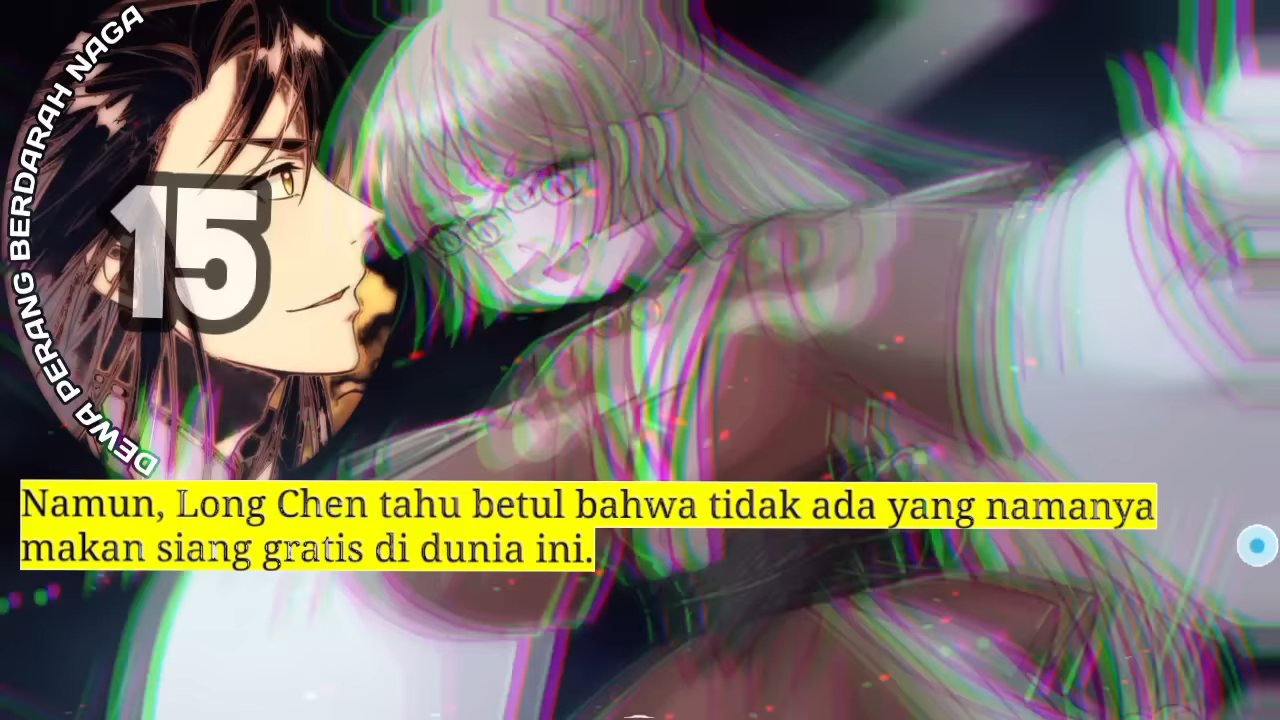 DEWA PERANG BERDARAH NAGA
15
Namun, Long Chen tahu betul bahwa tidak ada yang namanya
makan siang gratis di dunia ini.